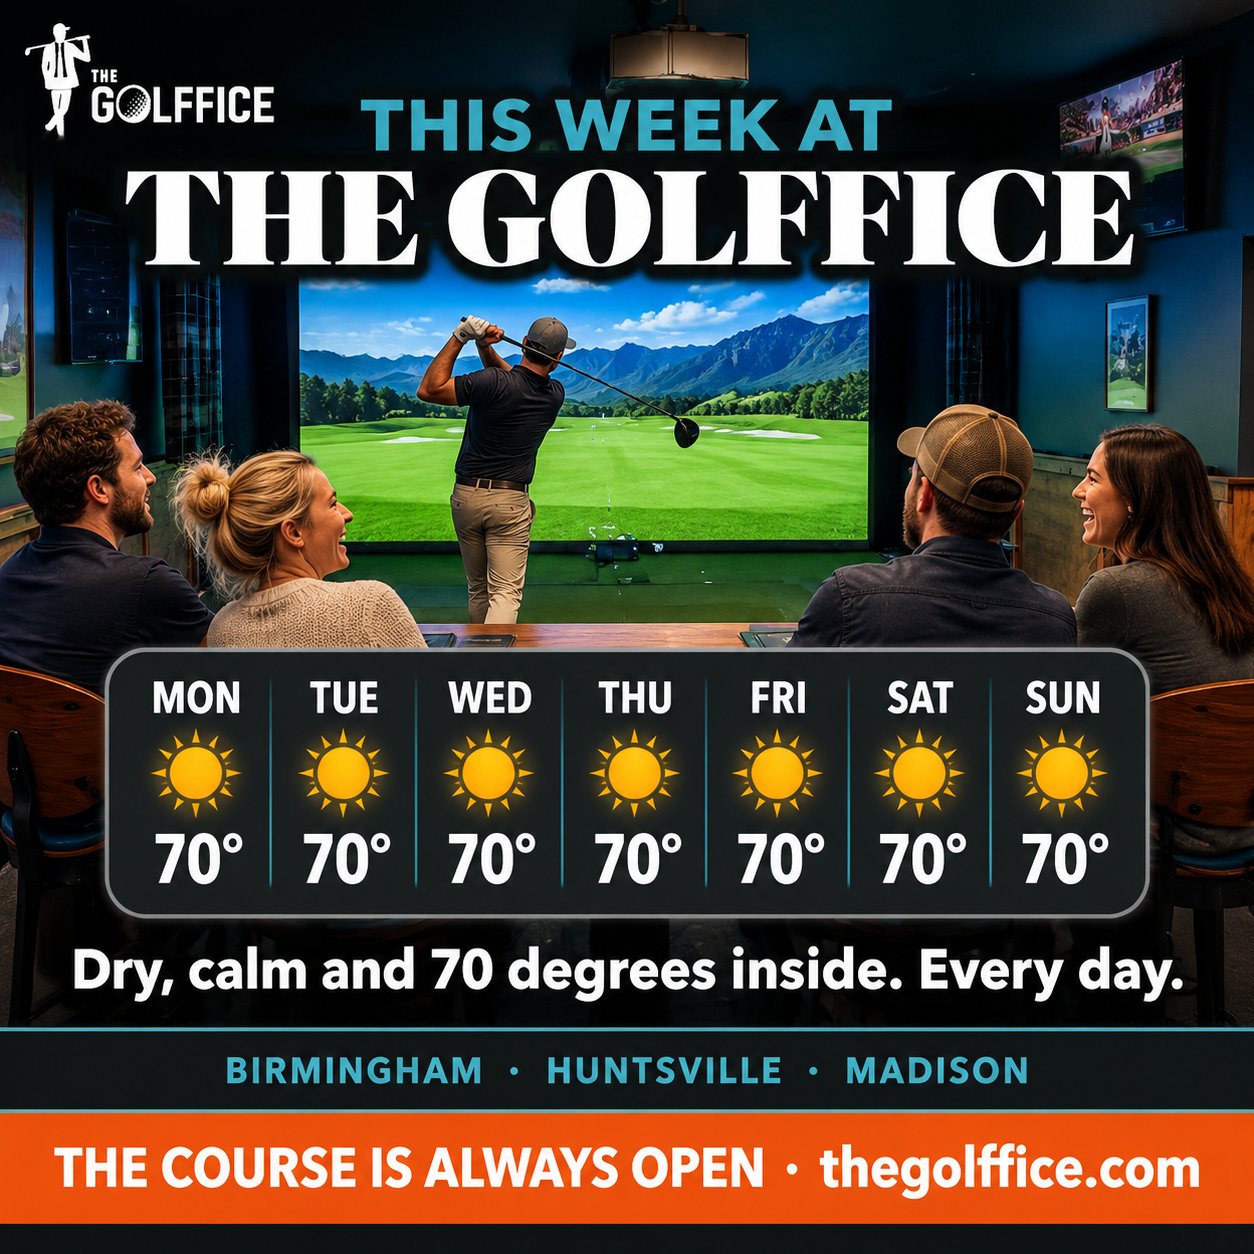 THE
GOLFFICE
THIS WEEK AT
THE GOLFFICE
MON TUE WED THU FRI SAT SUN
70° 70° 70° 70° 70° 70° 70°
Dry, calm and 70 degrees inside. Every day.
BIRMINGHAM · HUNTSVILLE · MADISON
THE COURSE IS ALWAYS OPEN · thegolffice.com